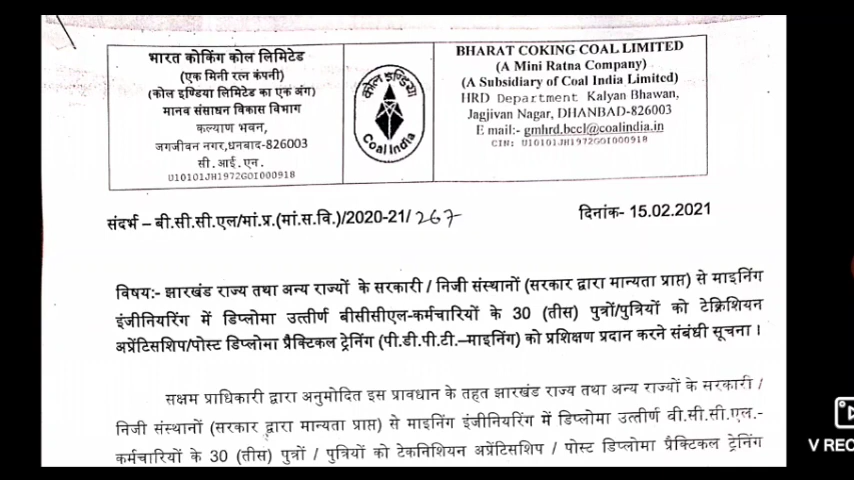 भारत कोकिंग कोल लिमिटेड
(एक मिनी रत्न कंपनी)
(कोल इण्डिया लिमिटेड का एक अंग)
मानव संसाधन विकास विभाग
कल्याण भवन,
जगजीवन नगर,धनबाद-826003
सी.आई.एन.
U10101JH1972GOI000918
कोल इण्डिया
Coal India
BHARAT COKING COAL LIMITED
(A Mini Ratna Company)
(A Subsidiary of Coal India Limited)
HRD Department Kalyan Bhawan,
Jagjivan Nagar, DHANBAD-826003
E mail:- gmhrd.bccl@coalindia.in
CIN: U10101JH1972GOI000918
संदर्भ – बी.सी.सी.एल/मां.प्र.(मां.स.वि.)/2020-21/ 267
दिनांक- 15.02.2021
विषय:- झारखंड राज्य तथा अन्य राज्यों के सरकारी / निजी संस्थानों (सरकार द्वारा मान्यता प्राप्त) से माइनिंग
इंजीनियरिंग में डिप्लोमा उत्तीर्ण बीसीसीएल-कर्मचारियों के 30 (तीस) पुत्रों/पुत्रियों को टेक्निशियन
अप्रेंटिसशिप/पोस्ट डिप्लोमा प्रैक्टिकल ट्रेनिंग (पी.डी.पी.टी.–माइनिंग) को प्रशिक्षण प्रदान करने संबंधी सूचना ।
सक्षम प्राधिकारी द्वारा अनुमोदित इस प्रावधान के तहत झारखंड राज्य तथा अन्य राज्यों के सरकारी /
निजी संस्थानों (सरकार द्वारा मान्यता प्राप्त) से माइनिंग इंजीनियरिंग में डिप्लोमा उत्तीर्ण बी.सी.सी.एल.-
कर्मचारियों के 30 (तीस) पुत्रों / पुत्रियों को टेकनिशियन अप्रेंटिसशिप / पोस्ट डिप्लोमा प्रैक्टिकल ट्रेनिंग
V REC